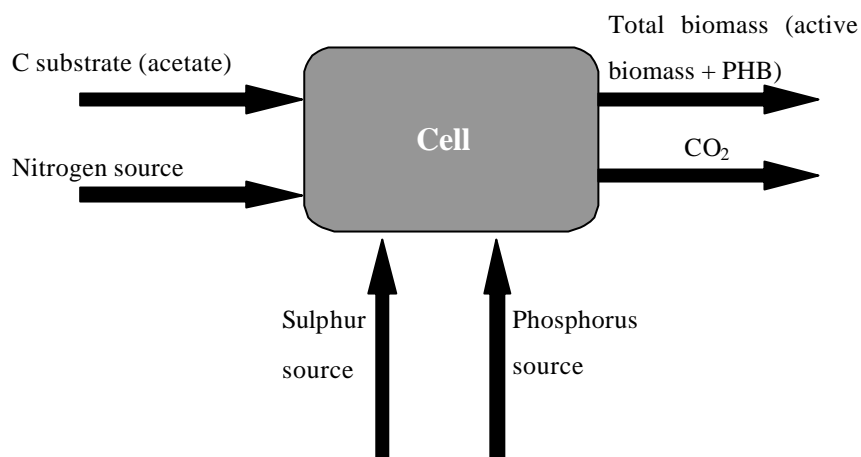 C substrate (acetate)
Nitrogen source
Cell
Total biomass (active
biomass + PHB)
CO₂
Sulphur
source
Phosphorus
source